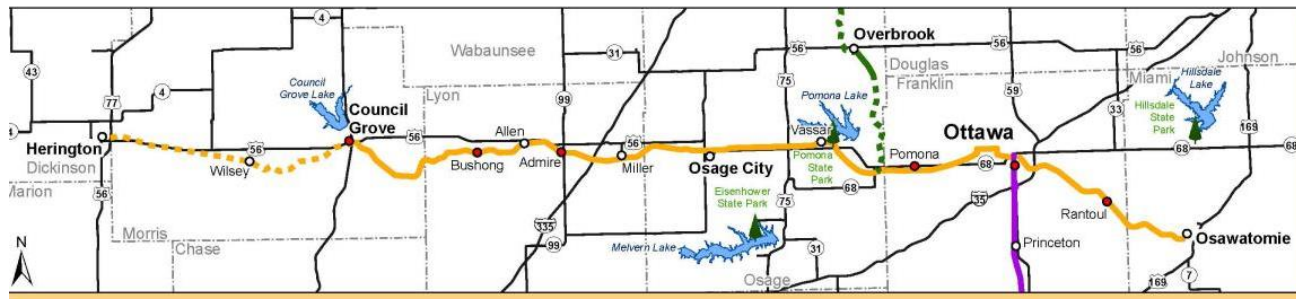 4
31
56
56
Overbrook
56
Johnson
Wabaunsee
Douglas
Franklin
Miami
Hillsdale
Lake
43
4
77
Council
Grove Lake
Lyon
99
75
Pomona Lake
59
33
Hillsdale
State
Park
169
4
Council
Grove
Herington
56
Allen
56
Vassar
Ottawa
68
68
Dickinson
Wilsey
56
Bushong
Admire
Miller
Osage City
Pomona
State
Park
Pomona
68
68
Marion
56
Eisenhower
State Park
75
35
Rantoul
Morris
Chase
335
99
Melvern Lake
31
Princeton
Osawatomie
N
Osage
169
7